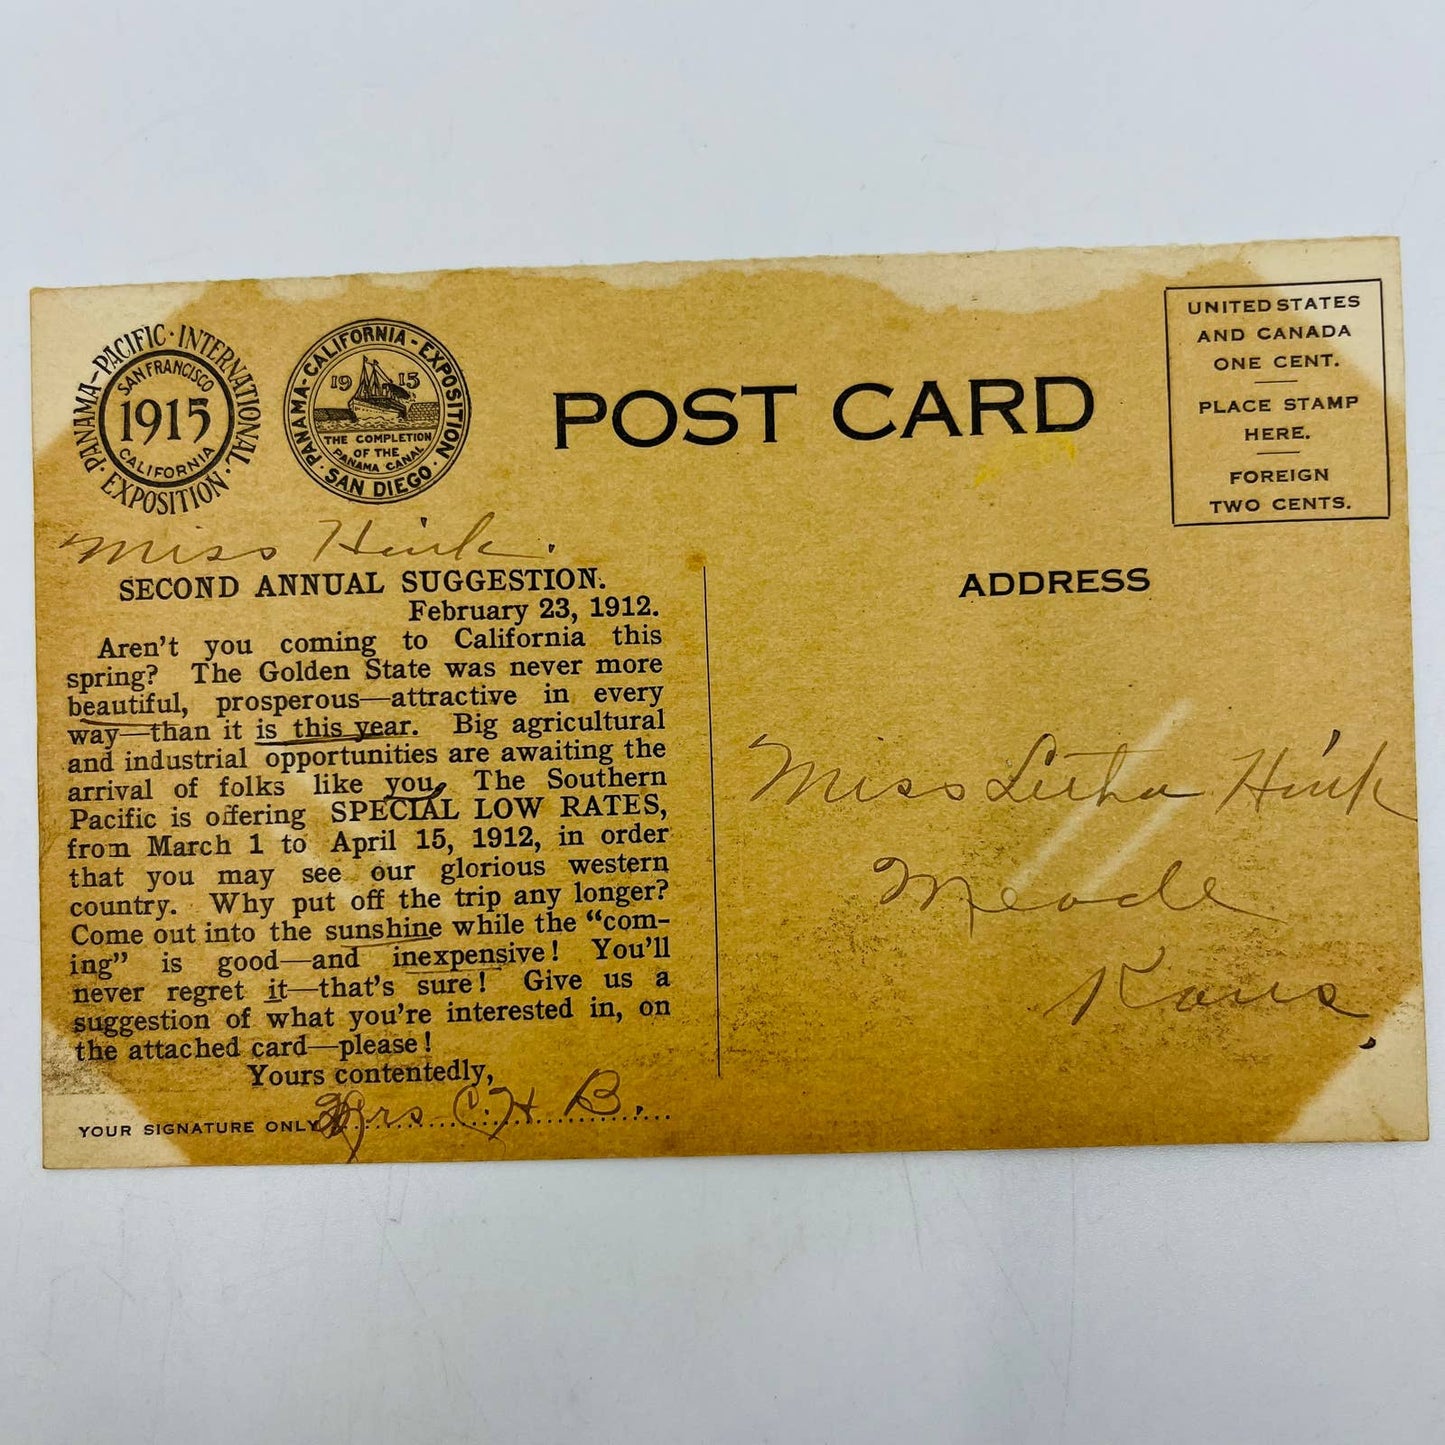 PANAMA-PACIFIC·INTERNATIONAL·EXPOSITION·
SAN FRANCISCO
1915
CALIFORNIA
PANAMA-CALIFORNIA-EXPOSITION·SAN DIEGO·
1915
THE COMPLETION
OF THE
PANAMA CANAL
POST CARD
UNITED STATES
AND CANADA
ONE CENT.
PLACE STAMP
HERE.
FOREIGN
TWO CENTS.
Miss Hink.
SECOND ANNUAL SUGGESTION.
February 23, 1912.
Aren't you coming to California this
spring? The Golden State was never more
beautiful, prosperous—attractive in every
way—than it is this year. Big agricultural
and industrial opportunities are awaiting the
arrival of folks like you. The Southern
Pacific is offering SPECIAL LOW RATES,
from March 1 to April 15, 1912, in order
that you may see our glorious western
country. Why put off the trip any longer?
Come out into the sunshine while the "com-
ing" is good—and inexpensive! You'll
never regret it—that's sure! Give us a
suggestion of what you're interested in, on
the attached card—please!
Yours contentedly,
YOUR SIGNATURE ONLY Mrs C. H B.
ADDRESS
Miss Hink
Meade
Kans.